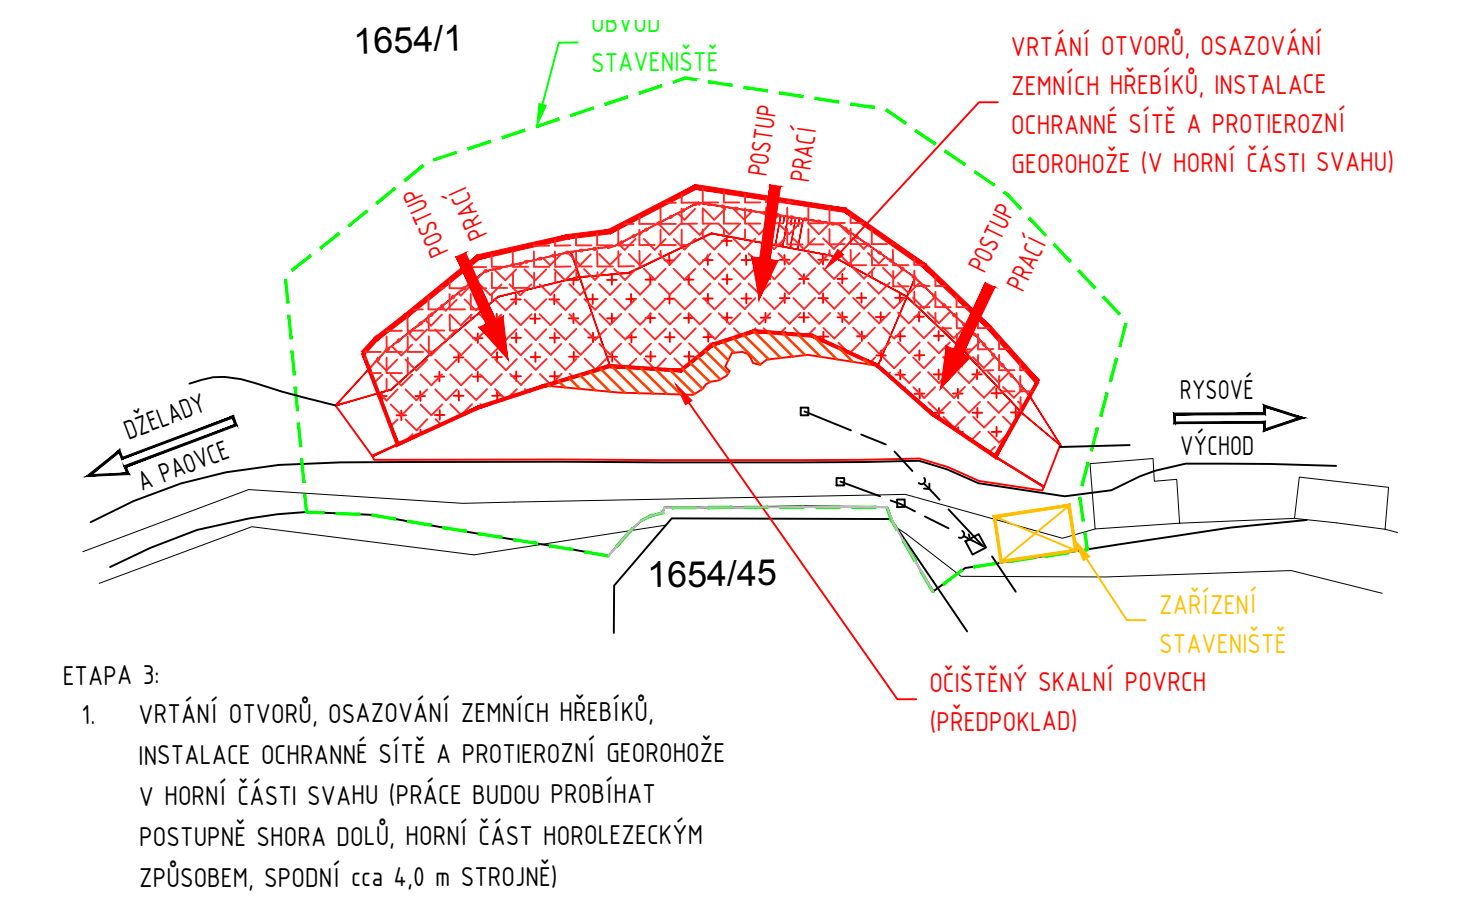 1654/1
OBVOD
STAVENIŠTĚ
VRTÁNÍ OTVORŮ, OSAZOVÁNÍ
ZEMNÍCH HŘEBÍKŮ, INSTALACE
OCHRANNÉ SÍTĚ A PROTIEROZNÍ
GEOROHOŽE (V HORNÍ ČÁSTI SVAHU)
POSTUP
PRACÍ
POSTUP
PRACÍ
POSTUP
PRACÍ
DŽELADY
A PAOVCE
RYSOVÉ
VÝCHOD
1654/45
ZAŘÍZENÍ
STAVENIŠTĚ
OČIŠTĚNÝ SKALNÍ POVRCH
(PŘEDPOKLAD)
ETAPA 3:
1. VRTÁNÍ OTVORŮ, OSAZOVÁNÍ ZEMNÍCH HŘEBÍKŮ,
INSTALACE OCHRANNÉ SÍTĚ A PROTIEROZNÍ GEOROHOŽE
V HORNÍ ČÁSTI SVAHU (PRÁCE BUDOU PROBÍHAT
POSTUPNĚ SHORA DOLŮ, HORNÍ ČÁST HOROLEZECKÝM
ZPŮSOBEM, SPODNÍ cca 4,0 m STROJNĚ)